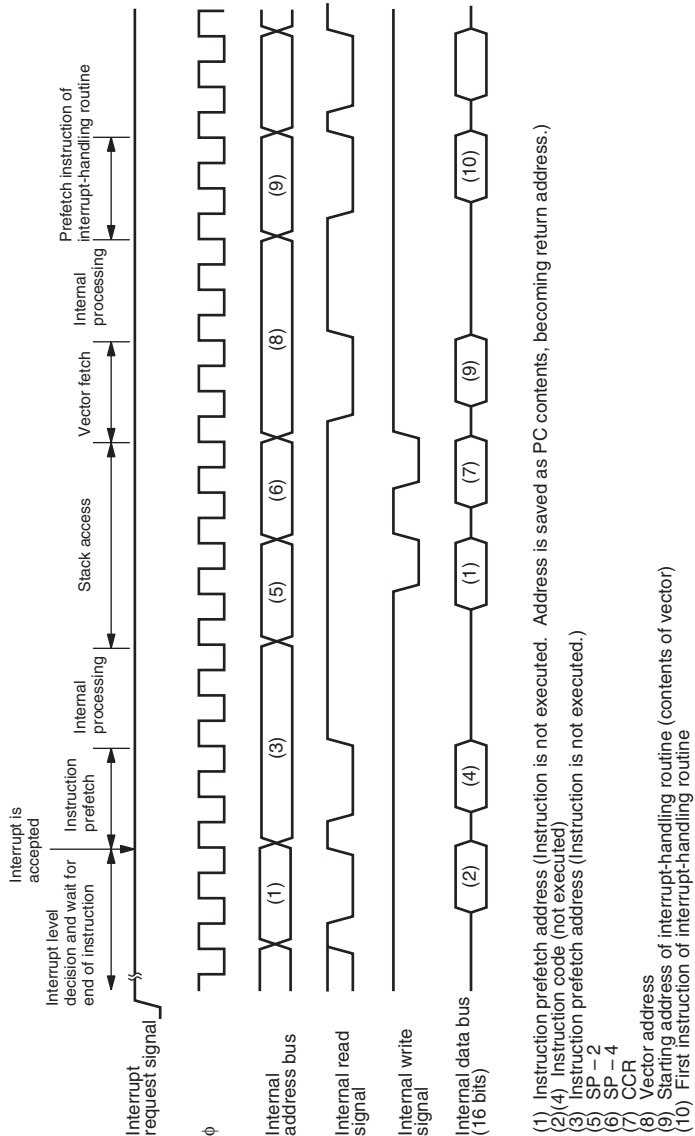 Interrupt is
accepted
Interrupt level
decision and wait for
end of instruction
Instruction
prefetch
Internal
processing
Stack access
Vector fetch
Internal
processing
Prefetch instruction of
interrupt-handling routine
Interrupt
request signal
φ
Internal
address bus
(1)
(3)
(5)
(6)
(8)
(9)
Internal read
signal
Internal write
signal
Internal data bus
(16 bits)
(2)
(4)
(1)
(7)
(9)
(10)
(1) Instruction prefetch address (Instruction is not executed. Address is saved as PC contents, becoming return address.)
(2)(4) Instruction code (not executed)
(3) Instruction prefetch address (Instruction is not executed.)
(5) SP – 2
(6) SP – 4
(7) CCR
(8) Vector address
(9) Starting address of interrupt-handling routine (contents of vector)
(10) First instruction of interrupt-handling routine